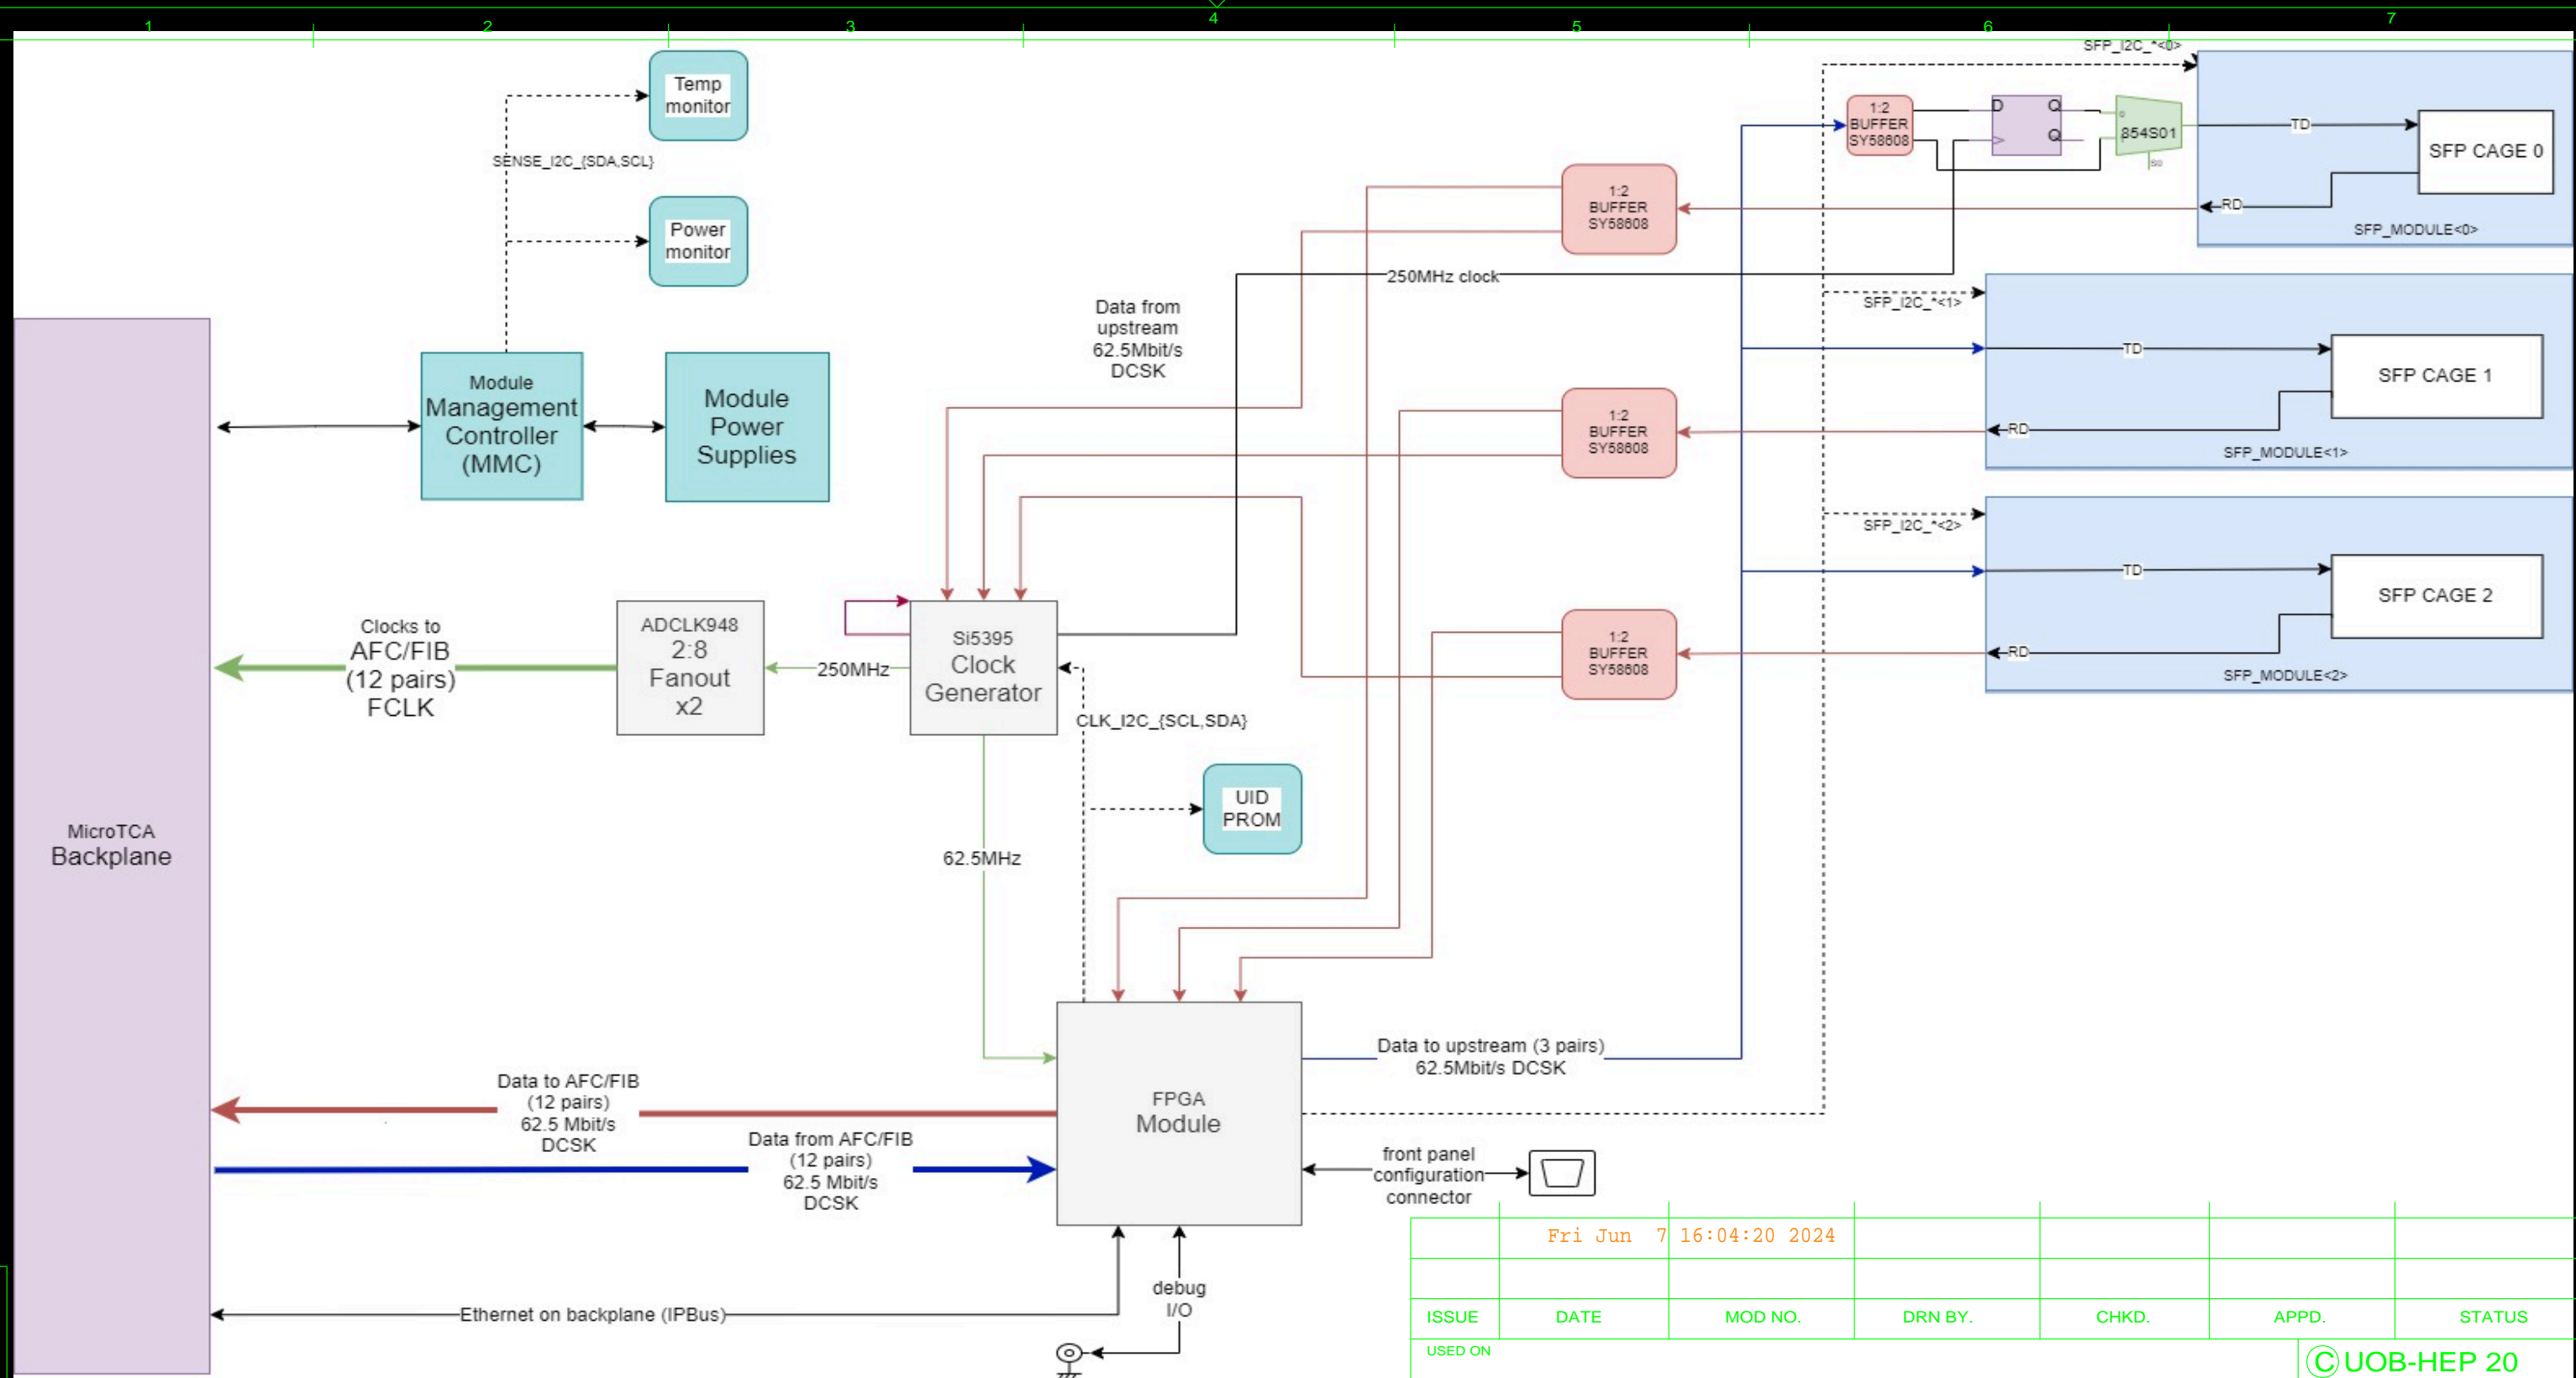 1
2
3
4
5
6
7
SFP_I2C_*<0>
Temp
monitor
SENSE_I2C_{SDA,SCL}
Power
monitor
1:2
BUFFER
SY58608
D
Q
Q
0
1
854S01
S0
TD
SFP CAGE 0
RD
SFP_MODULE<0>
1:2
BUFFER
SY58608
250MHz clock
Data from
upstream
62.5Mbit/s
DCSK
SFP_I2C_*<1>
TD
SFP CAGE 1
RD
SFP_MODULE<1>
Module
Management
Controller
(MMC)
Module
Power
Supplies
1:2
BUFFER
SY58608
SFP_I2C_*<2>
TD
SFP CAGE 2
RD
SFP_MODULE<2>
Clocks to
AFC/FIB
(12 pairs)
FCLK
ADCLK948
2:8
Fanout
x2
250MHz
Si5395
Clock
Generator
1:2
BUFFER
SY58608
CLK_I2C_{SCL,SDA}
UID
PROM
MicroTCA
Backplane
62.5MHz
Data to AFC/FIB
(12 pairs)
62.5 Mbit/s
DCSK
Data from AFC/FIB
(12 pairs)
62.5 Mbit/s
DCSK
FPGA
Module
Data to upstream (3 pairs)
62.5Mbit/s DCSK
front panel
configuration
connector
Ethernet on backplane (IPBus)
debug
I/O
Fri Jun 7 16:04:20 2024
ISSUE
DATE
MOD NO.
DRN BY.
CHKD.
APPD.
STATUS
USED ON
©UOB-HEP 20